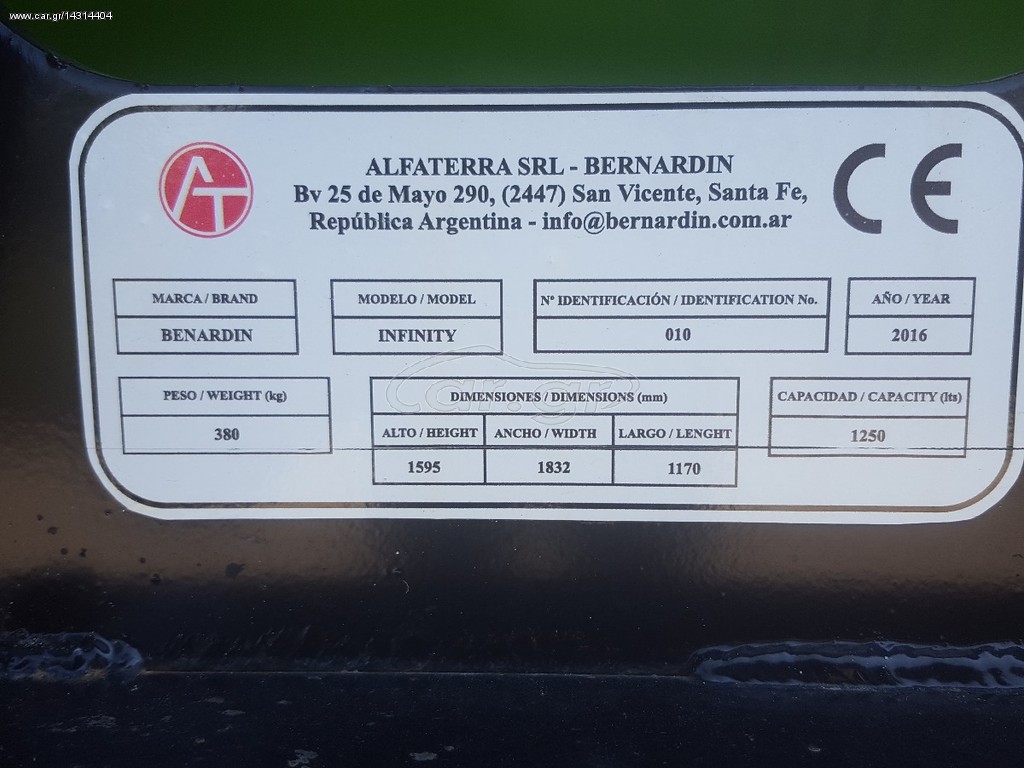 www.car.gr/14314404
AT
ALFATERRA SRL - BERNARDIN
Bv 25 de Mayo 290, (2447) San Vicente, Santa Fe,
República Argentina - info@bernardin.com.ar
CE
MARCA / BRAND
BENARDIN
MODELO / MODEL
INFINITY
Nº IDENTIFICACIÓN / IDENTIFICATION No.
010
AÑO / YEAR
2016
PESO / WEIGHT (kg)
380
DIMENSIONES / DIMENSIONS (mm)
ALTO / HEIGHT ANCHO / WIDTH LARGO / LENGHT
1595 1832 1170
CAPACIDAD / CAPACITY (lts)
1250
car.gr